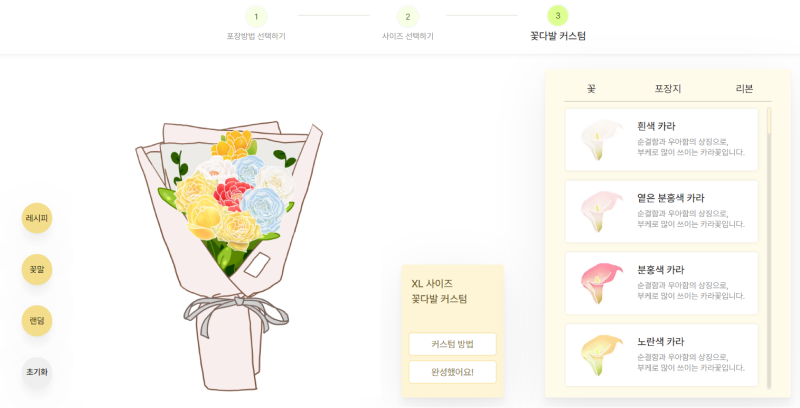 1
포장방법 선택하기
2
사이즈 선택하기
3
꽃다발 커스텀
레시피
꽃말
랜덤
초기화
XL 사이즈
꽃다발 커스텀
커스텀 방법
완성했어요!
꽃
포장지
리본
흰색 카라
순결함과 우아함의 상징으로,
부케로 많이 쓰이는 카라꽃입니다.
옅은 분홍색 카라
순결함과 우아함의 상징으로,
부케로 많이 쓰이는 카라꽃입니다.
분홍색 카라
순결함과 우아함의 상징으로,
부케로 많이 쓰이는 카라꽃입니다.
노란색 카라
순결함과 우아함의 상징으로,
부케로 많이 쓰이는 카라꽃입니다.